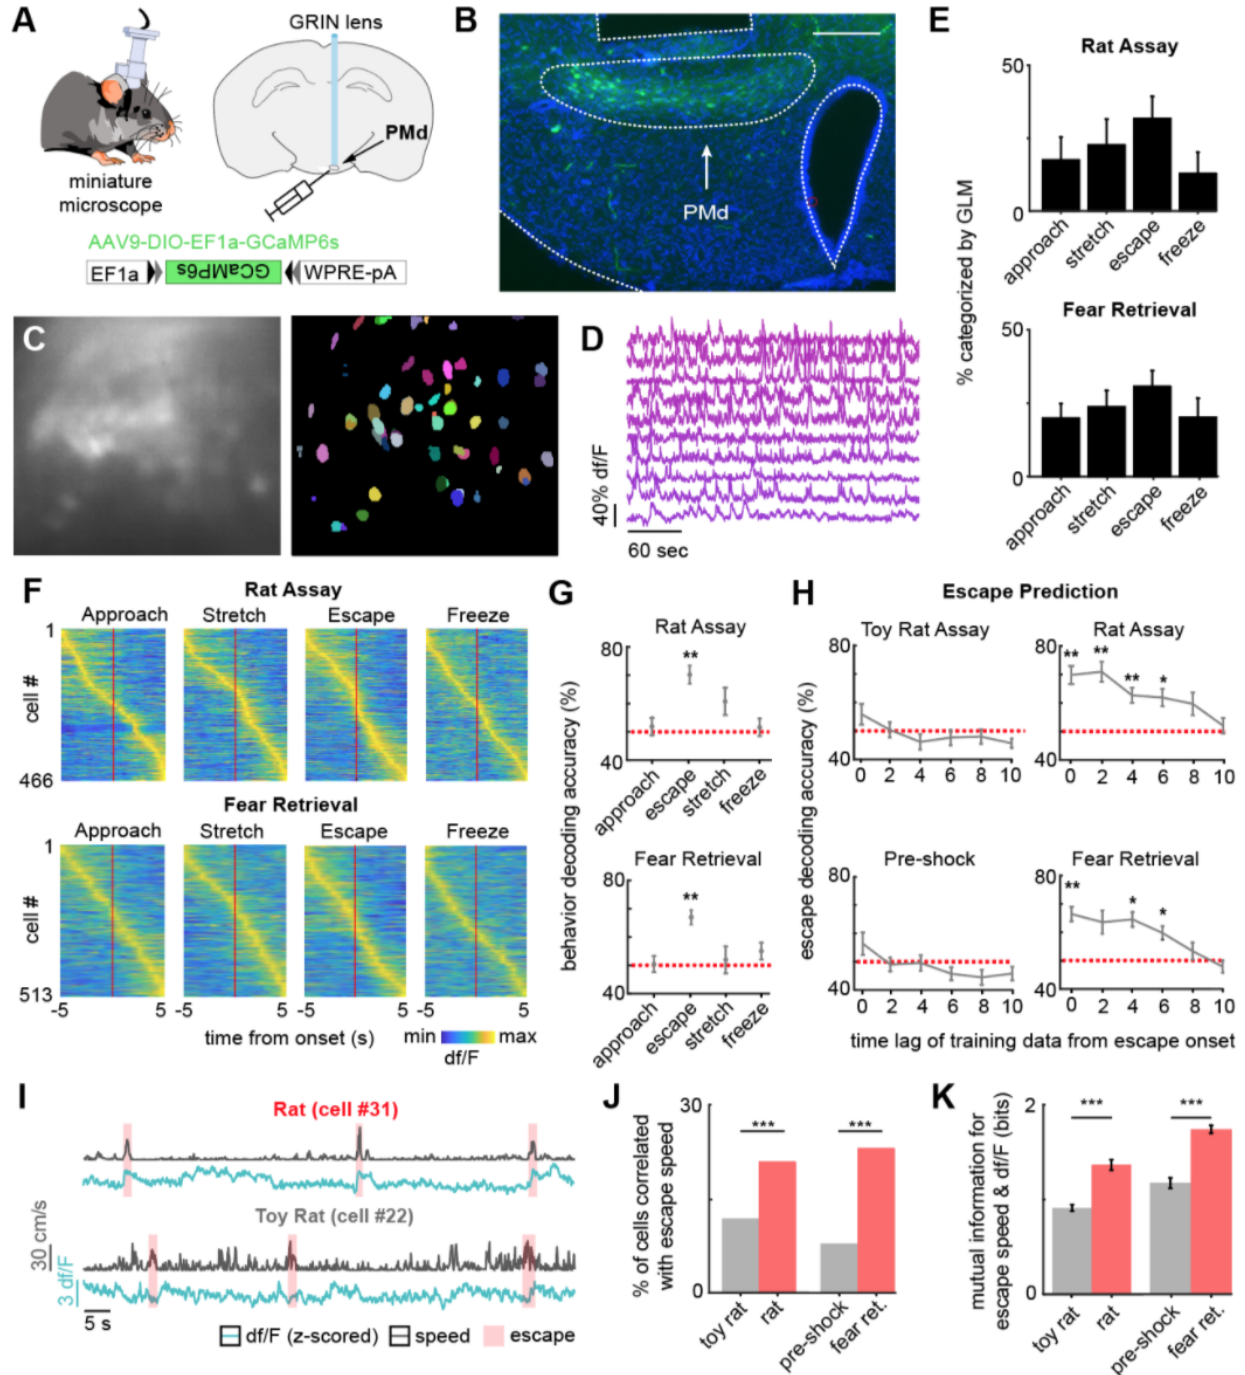 A
GRIN lens
PMd
miniature
microscope
AAV9-DIO-EF1a-GCaMP6s
EF1a GCaMP6s WPRE-pA
B
PMd
C
D
40% df/F
60 sec
E
Rat Assay
% categorized by GLM
50
0
approach stretch escape freeze
Fear Retrieval
50
0
approach stretch escape freeze
F
Rat Assay
Approach Stretch Escape Freeze
1
cell #
466
Fear Retrieval
Approach Stretch Escape Freeze
1
cell #
513
-5 5 -5 5 -5 5 -5 5
time from onset (s)
min max
df/F
G
behavior decoding accuracy (%)
Rat Assay
80
**
40
approach escape stretch freeze
Fear Retrieval
80
**
40
approach escape stretch freeze
H
Escape Prediction
escape decoding accuracy (%)
Toy Rat Assay
80
40
0 2 4 6 8 10
Rat Assay
80
** ** ** *
40
0 2 4 6 8 10
Pre-shock
80
40
0 2 4 6 8 10
Fear Retrieval
80
** * *
40
0 2 4 6 8 10
time lag of training data from escape onset
I
Rat (cell #31)
Toy Rat (cell #22)
30 cm/s
3 df/F
5 s
df/F (z-scored) speed escape
J
% of cells correlated
with escape speed
30
0
*** ***
toy rat rat pre-shock fear ret.
K
mutual information for
escape speed & df/F (bits)
2
0
*** ***
toy rat rat pre-shock fear ret.